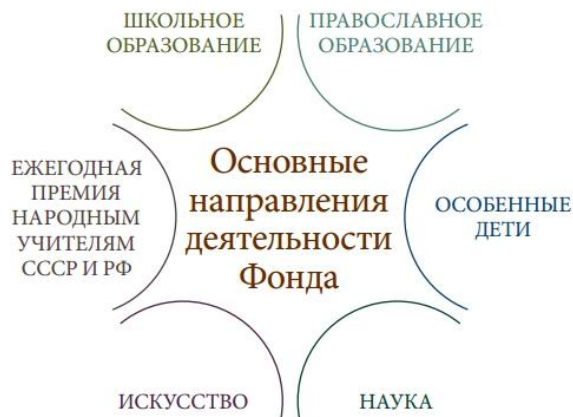 ШКОЛЬНОЕ
ОБРАЗОВАНИЕ
ПРАВОСЛАВНОЕ
ОБРАЗОВАНИЕ
ЕЖЕГОДНАЯ
ПРЕМИЯ
НАРОДНЫМ
УЧИТЕЛЯМ
СССР И РФ
Основные
направления
деятельности
Фонда
ОСОБЕННЫЕ
ДЕТИ
ИСКУССТВО
НАУКА